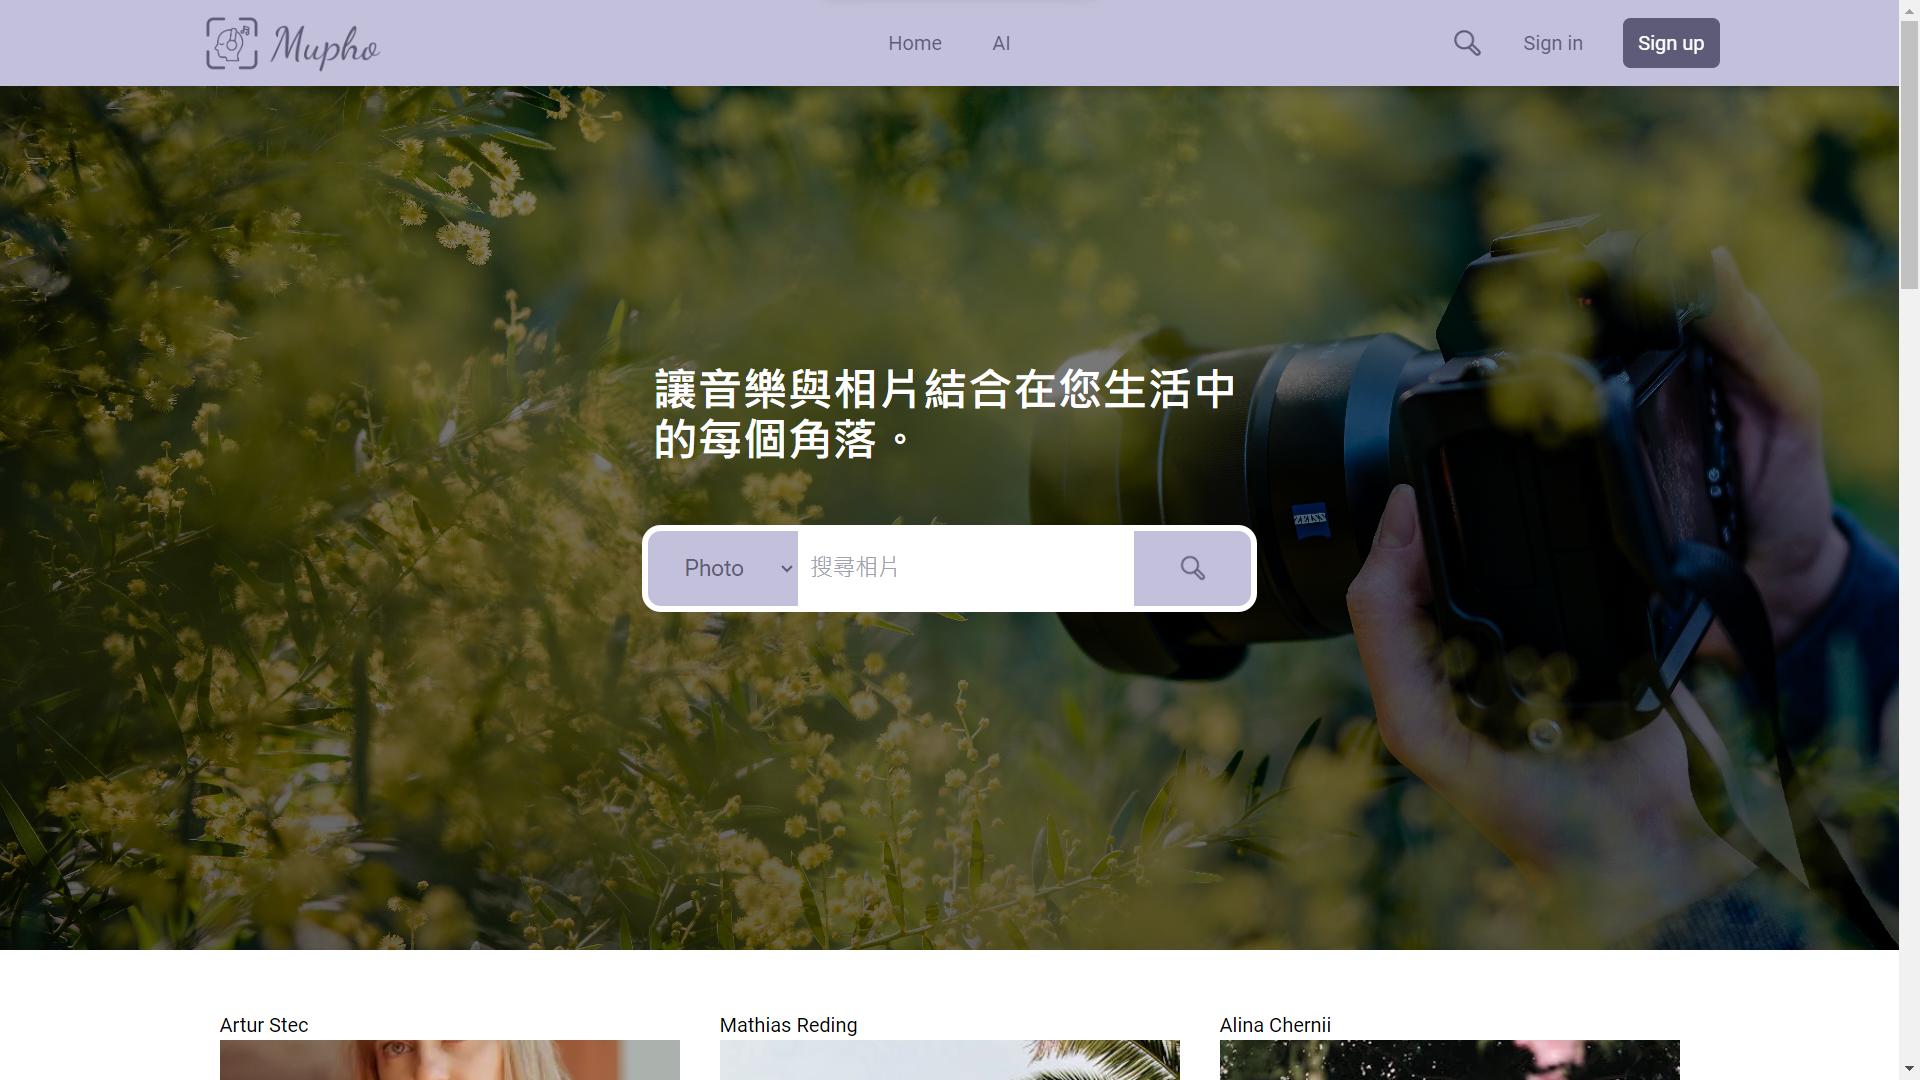 Mupho
Home
AI
Sign in
Sign up
讓音樂與相片結合在您生活中
的每個角落。
ZEISS
Photo
搜尋相片
Artur Stec
Mathias Reding
Alina Chernii